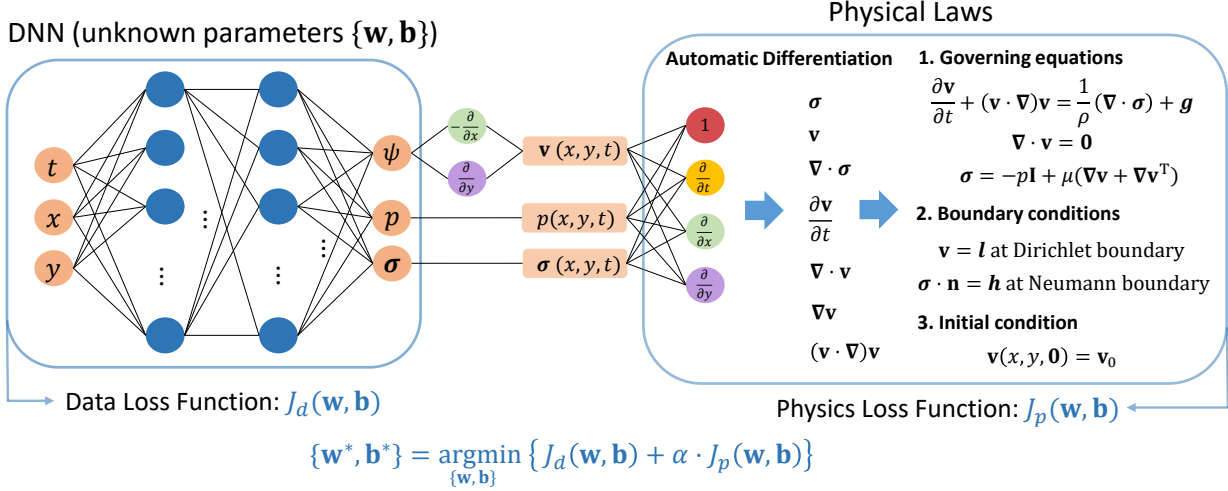 Physical Laws
DNN (unknown parameters {𝐰, 𝐛})
t
x
y
⋮
⋮
⋮
⋮
ψ
p
𝛔
−∂/∂x
∂/∂y
𝐯 (x, y, t)
p(x, y, t)
𝛔 (x, y, t)
Automatic Differentiation
1
∂/∂t
∂/∂x
∂/∂y
𝛔
𝐯
𝛁 · 𝛔
∂𝐯/∂t
𝛁 · 𝐯
𝛁𝐯
(𝐯 · 𝛁)𝐯
1. Governing equations
∂𝐯/∂t + (𝐯 · 𝛁)𝐯 = 1/ρ (𝛁 · 𝛔) + 𝒈
𝛁 · 𝐯 = 𝟎
𝛔 = −p𝐈 + μ(𝛁𝐯 + 𝛁𝐯ᵀ)
2. Boundary conditions
𝐯 = 𝒍 at Dirichlet boundary
𝛔 · 𝐧 = 𝒉 at Neumann boundary
3. Initial condition
𝐯(x, y, 𝟎) = 𝐯₀
Data Loss Function: J_d(𝐰, 𝐛)
Physics Loss Function: J_p(𝐰, 𝐛)
{𝐰*, 𝐛*} = argmin_{𝐰, 𝐛} {J_d(𝐰, 𝐛) + α · J_p(𝐰, 𝐛)}